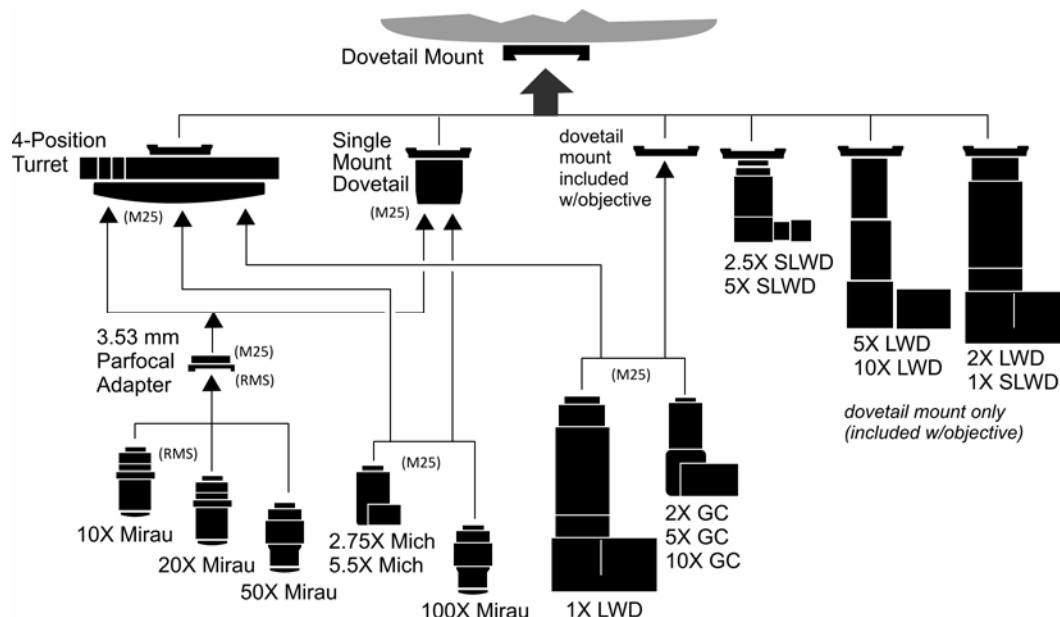 Dovetail Mount
4-Position
Turret
(M25)
Single
Mount
Dovetail
(M25)
dovetail
mount
included
w/objective
2.5X SLWD
5X SLWD
5X LWD
10X LWD
2X LWD
1X SLWD
dovetail mount only
(included w/objective)
3.53 mm
Parfocal
Adapter
(M25)
(RMS)
(RMS)
10X Mirau
20X Mirau
50X Mirau
(M25)
2.75X Mich
5.5X Mich
100X Mirau
(M25)
1X LWD
2X GC
5X GC
10X GC